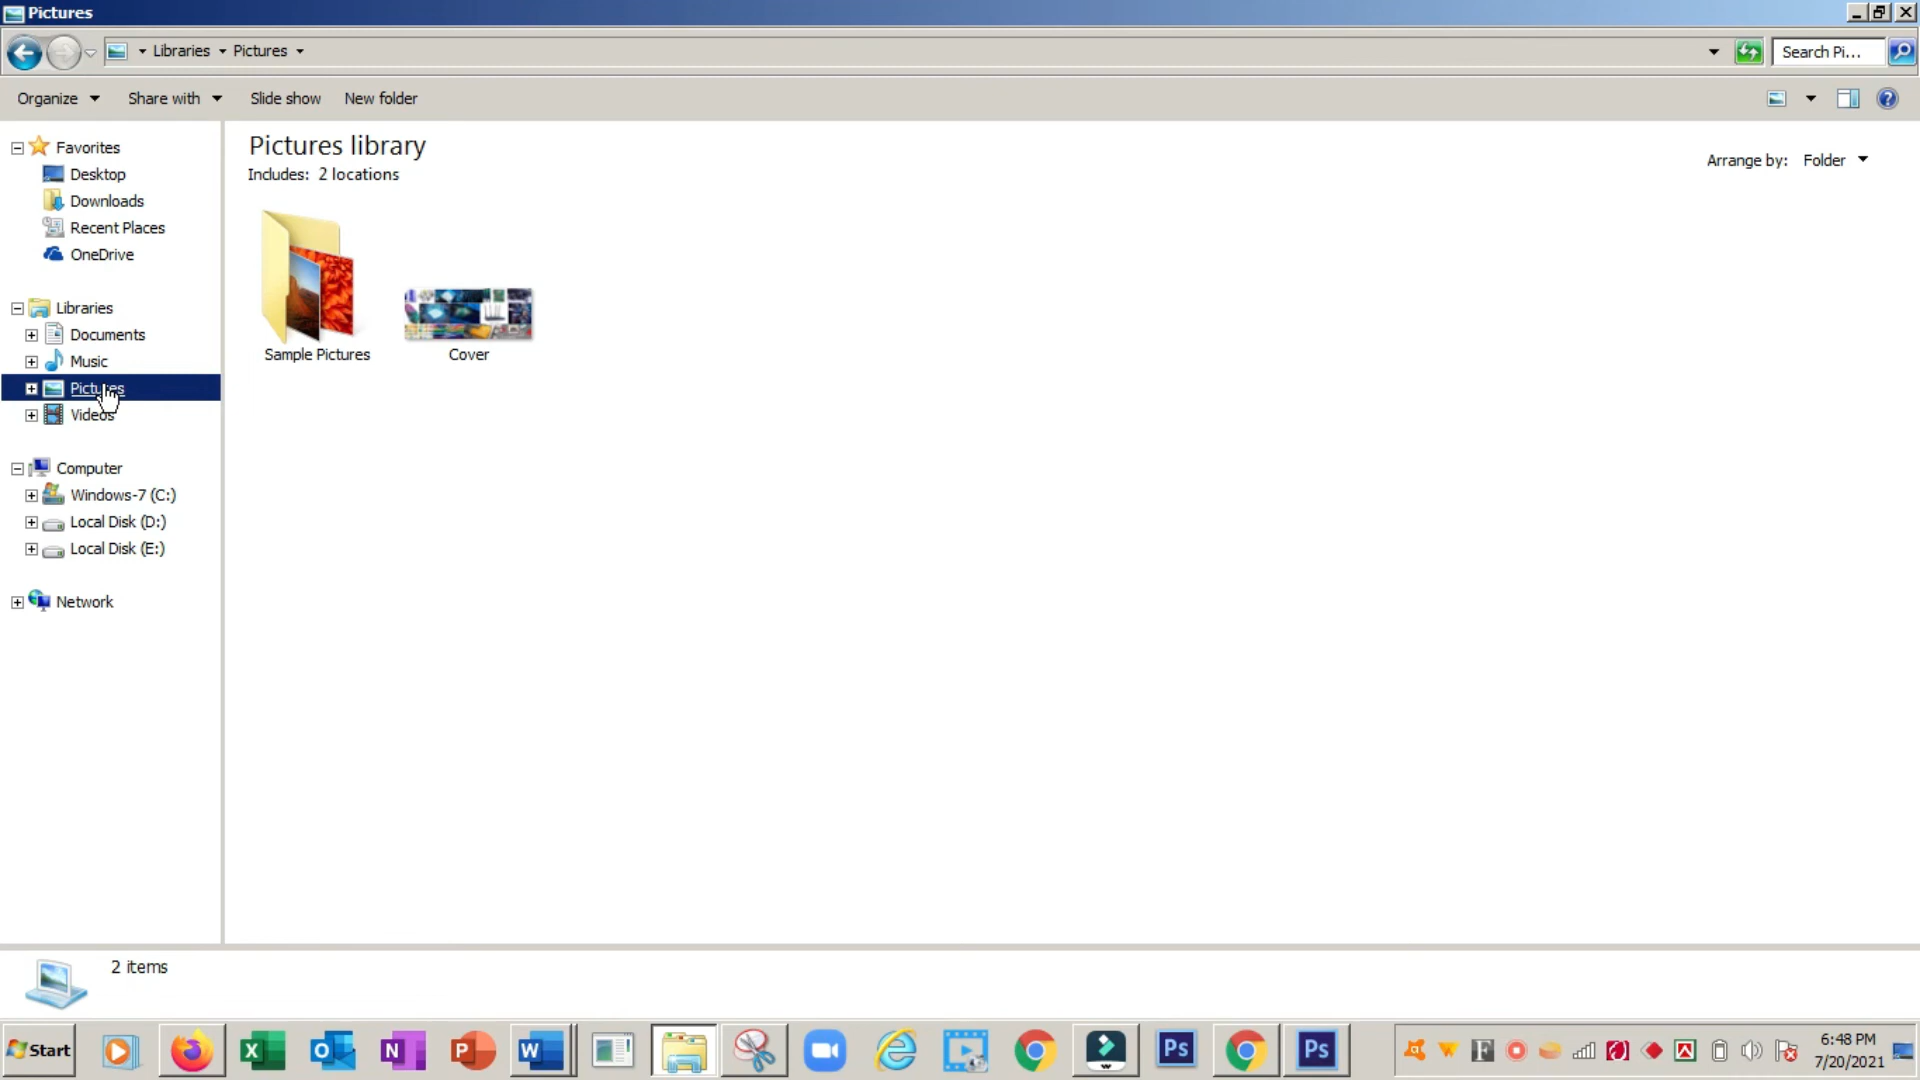 Pictures
Libraries Pictures
Search Pi...
Organize Share with Slide show New folder
Favorites
Desktop
Downloads
Recent Places
OneDrive
Libraries
Documents
Music
Pictures
Videos
Computer
Windows-7 (C:)
Local Disk (D:)
Local Disk (E:)
Network
Pictures library
Includes: 2 locations
Arrange by: Folder
Sample Pictures
Cover
2 items
Start
6:48 PM
7/20/2021